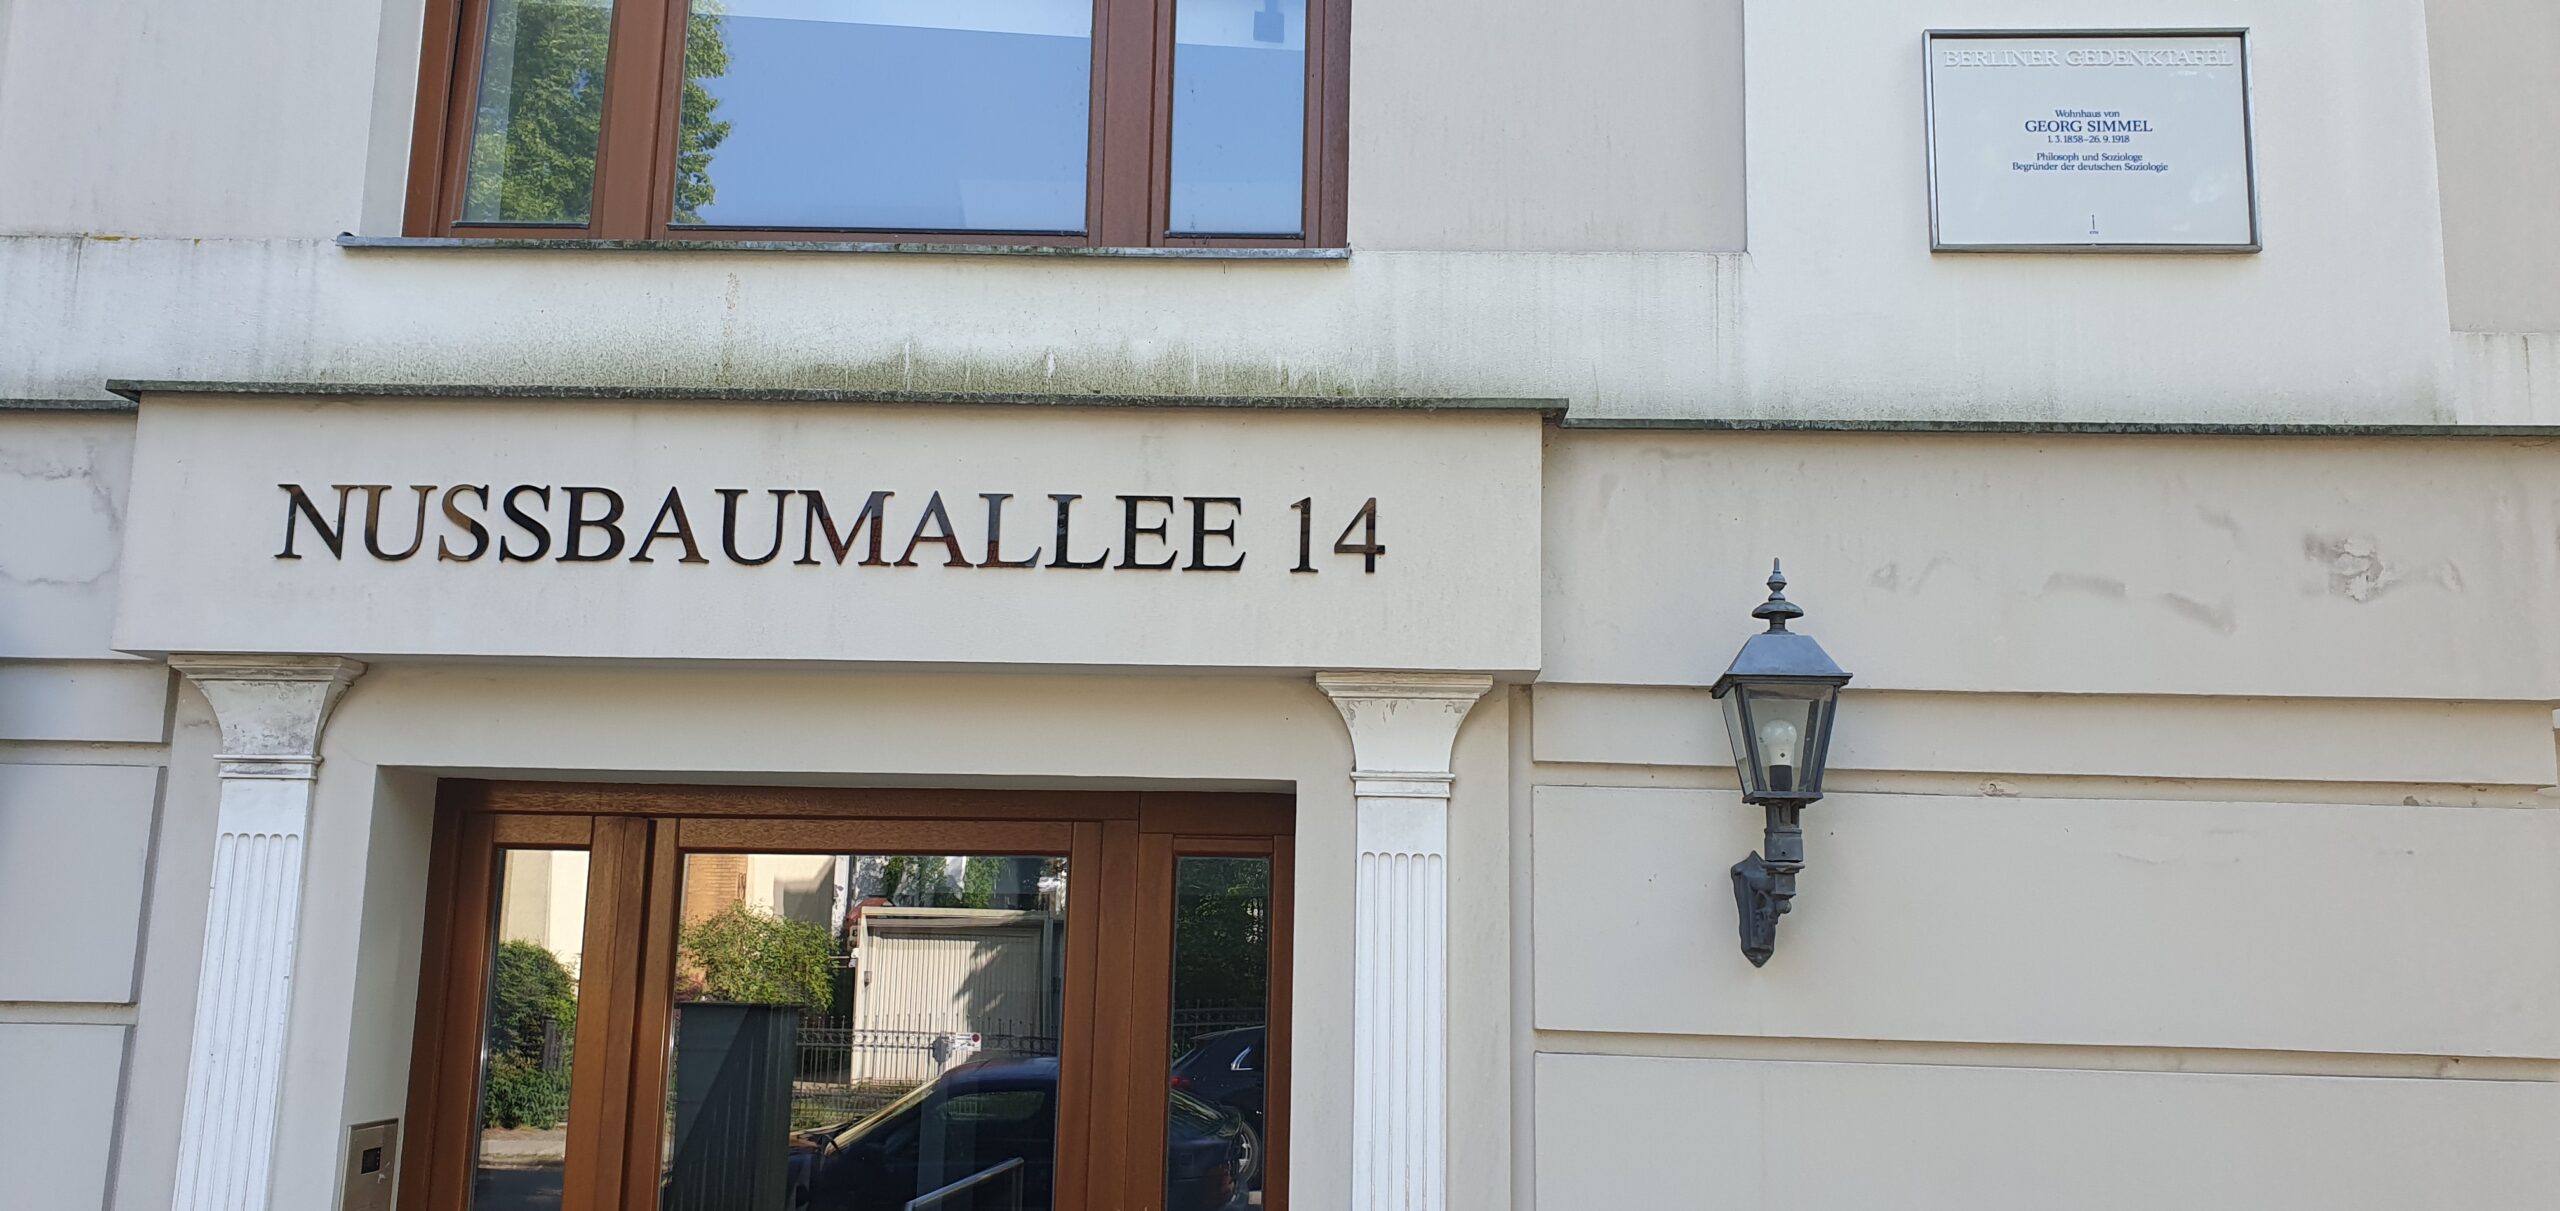 BERLINER GEDENKTAFEL
Wohnhaus von
GEORG SIMMEL
1.3.1858–26.9.1918
Philosoph und Soziologe
Begründer der deutschen Soziologie
NUSSBAUMALLEE 14